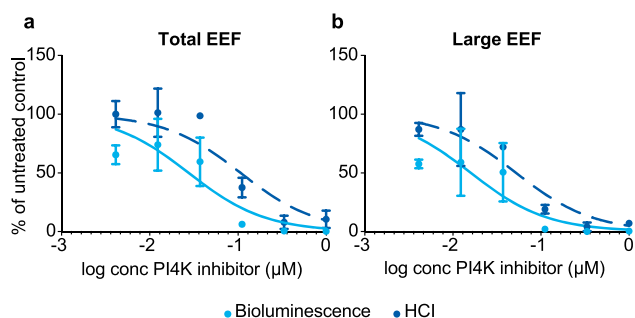 a
Total EEF
b
Large EEF
% of untreated control
150
100
50
0
-3
-2
-1
0
log conc PI4K inhibitor (µM)
150
100
50
0
-3
-2
-1
0
log conc PI4K inhibitor (µM)
Bioluminescence
HCI